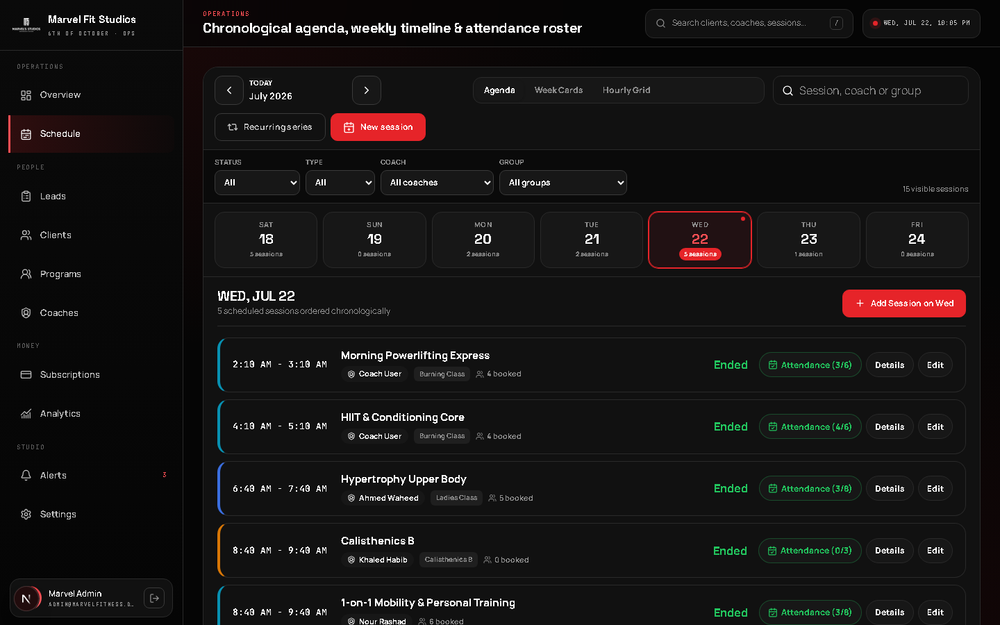 Marvel Fit Studios
6TH OF OCTOBER · OPS
OPERATIONS
Overview
Schedule
PEOPLE
Leads
Clients
Programs
Coaches
MONEY
Subscriptions
Analytics
STUDIO
Alerts
3
Settings
N
Marvel Admin
ADMIN@MARVELFITNESS.D…
OPERATIONS
Chronological agenda, weekly timeline & attendance roster
Search clients, coaches, sessions...
/
WED, JUL 22, 10:05 PM
TODAY
July 2026
Agenda
Week Cards
Hourly Grid
Session, coach or group
Recurring series
New session
STATUS
All
TYPE
All
COACH
All coaches
GROUP
All groups
15 visible sessions
SAT
18
5 sessions
SUN
19
0 sessions
MON
20
2 sessions
TUE
21
2 sessions
WED
22
5 sessions
THU
23
1 session
FRI
24
0 sessions
WED, JUL 22
5 scheduled sessions ordered chronologically
Add Session on Wed
2:10 AM - 3:10 AM
Morning Powerlifting Express
Coach User
Burning Class
4 booked
Ended
Attendance (3/6)
Details
Edit
4:10 AM - 5:10 AM
HIIT & Conditioning Core
Coach User
Burning Class
4 booked
Ended
Attendance (4/6)
Details
Edit
6:40 AM - 7:40 AM
Hypertrophy Upper Body
Ahmed Waheed
Ladies Class
5 booked
Ended
Attendance (3/8)
Details
Edit
8:40 AM - 9:40 AM
Calisthenics B
Khaled Habib
Calisthenics B
0 booked
Ended
Attendance (0/3)
Details
Edit
8:40 AM - 9:40 AM
1-on-1 Mobility & Personal Training
Nour Rashad
6 booked
Ended
Attendance (3/8)
Details
Edit